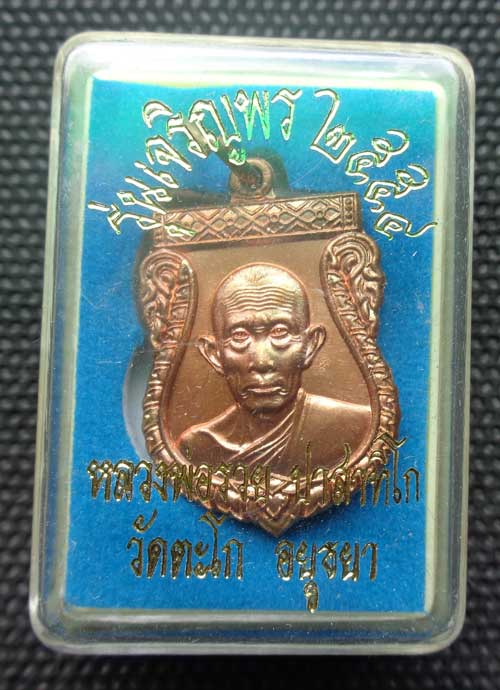 รุ่นเจริญพร ๒๕๕๔
หลวงพ่อรวย ปาสาทิโก
วัดตะโก อยุธยา